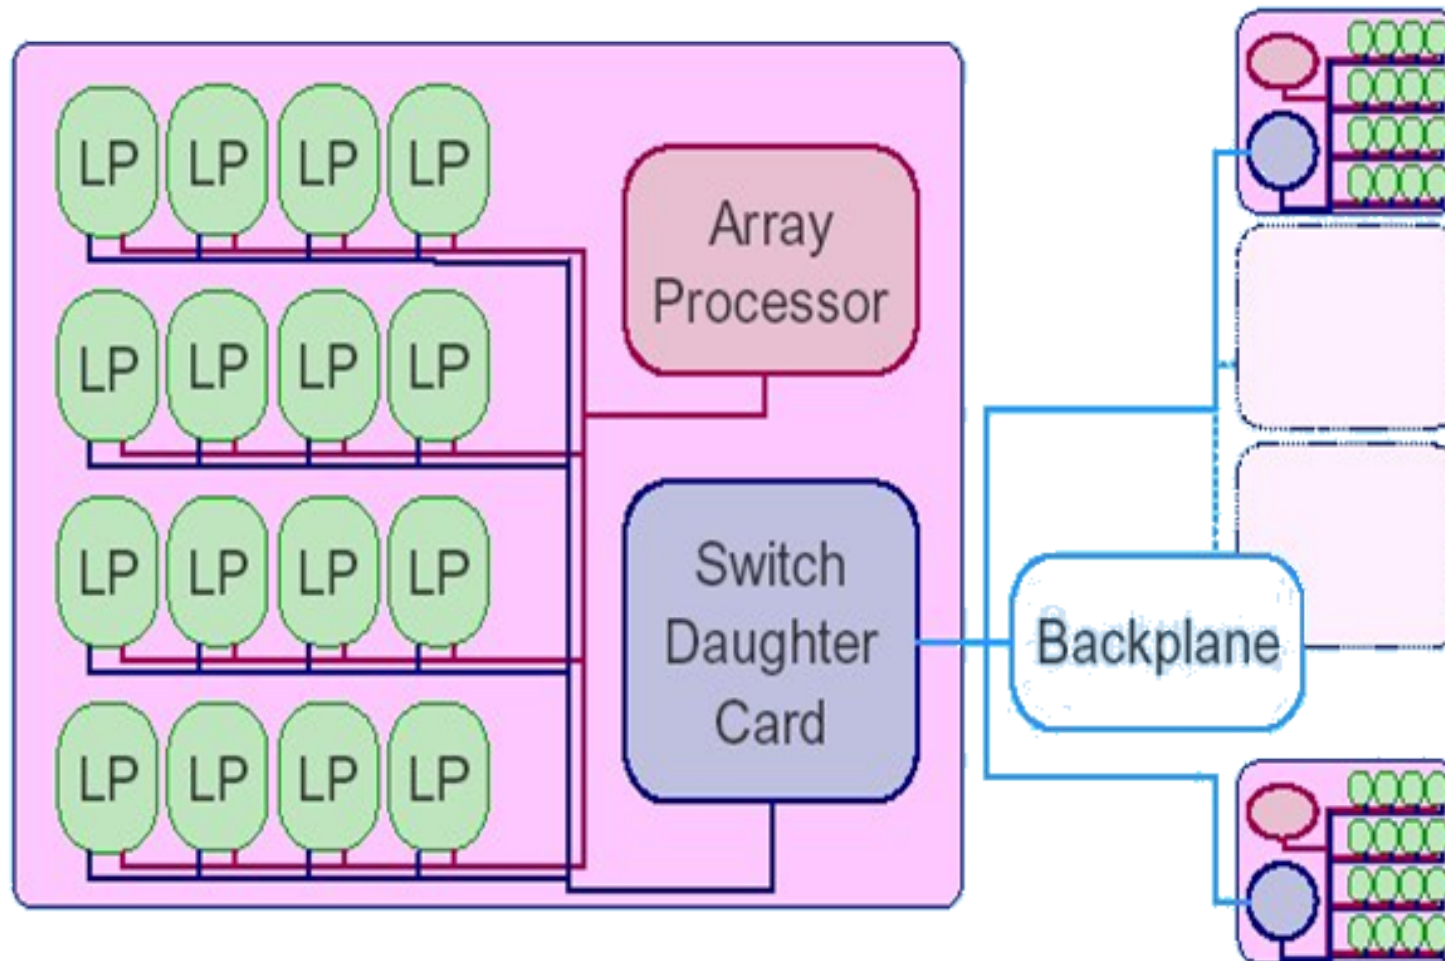 LP LP LP LP
Array
Processor
LP LP LP LP
LP LP LP LP
Switch
Daughter
Card
Backplane
LP LP LP LP